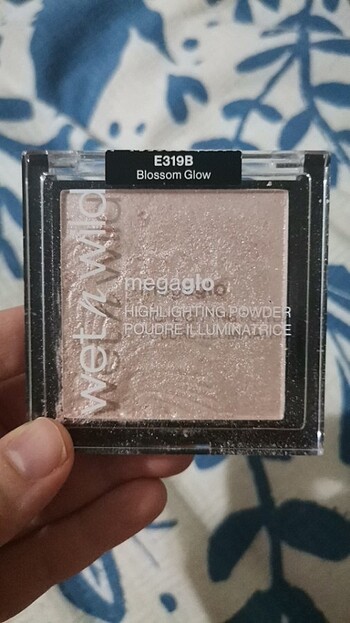 E319B
Blossom Glow
wet n wild
megaglo
HIGHLIGHTING POWDER
POUDRE ILLUMINATRICE